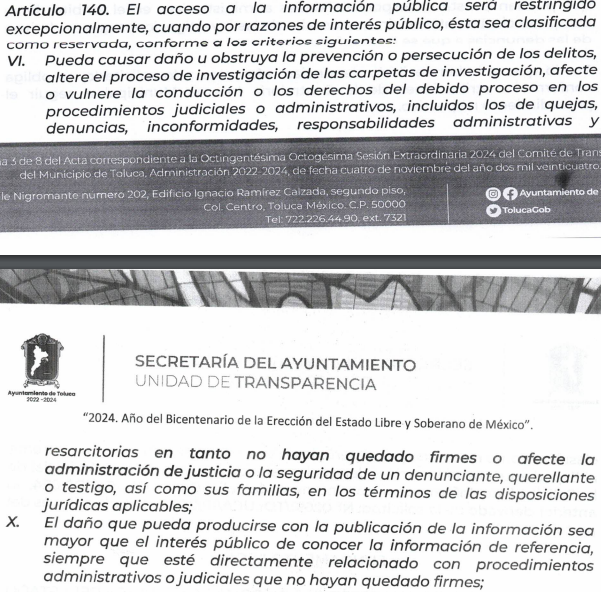 Artículo 140. El acceso a la información pública será restringido
excepcionalmente, cuando por razones de interés público, ésta sea clasificada
como reservada, conforme a los criterios siguientes:
VI. Pueda causar daño u obstruya la prevención o persecución de los delitos,
altere el proceso de investigación de las carpetas de investigación, afecte
o vulnere la conducción o los derechos del debido proceso en los
procedimientos judiciales o administrativos, incluidos los de quejas,
denuncias, inconformidades, responsabilidades administrativas y
a 3 de 8 del Acta correspondiente a la Octingentésima Octogésima Sesión Extraordinaria 2024 del Comité de Tran
del Municipio de Toluca, Administración 2022-2024, de fecha cuatro de noviembre del año dos mil veinticuatro.
le Nigromante número 202, Edificio Ignacio Ramírez Calzada, segundo piso,
Col. Centro, Toluca México. C.P. 50000
Tel: 722.226.44.90, ext. 7321
Ayuntamiento de
TolucaGob
Ayuntamiento de Toluca
2022 -2024
SECRETARÍA DEL AYUNTAMIENTO
UNIDAD DE TRANSPARENCIA
“2024. Año del Bicentenario de la Erección del Estado Libre y Soberano de México”.
resarcitorias en tanto no hayan quedado firmes o afecte la
administración de justicia o la seguridad de un denunciante, querellante
o testigo, así como sus familias, en los términos de las disposiciones
jurídicas aplicables;
X. El daño que pueda producirse con la publicación de la información sea
mayor que el interés público de conocer la información de referencia,
siempre que esté directamente relacionado con procedimientos
administrativos o judiciales que no hayan quedado firmes;